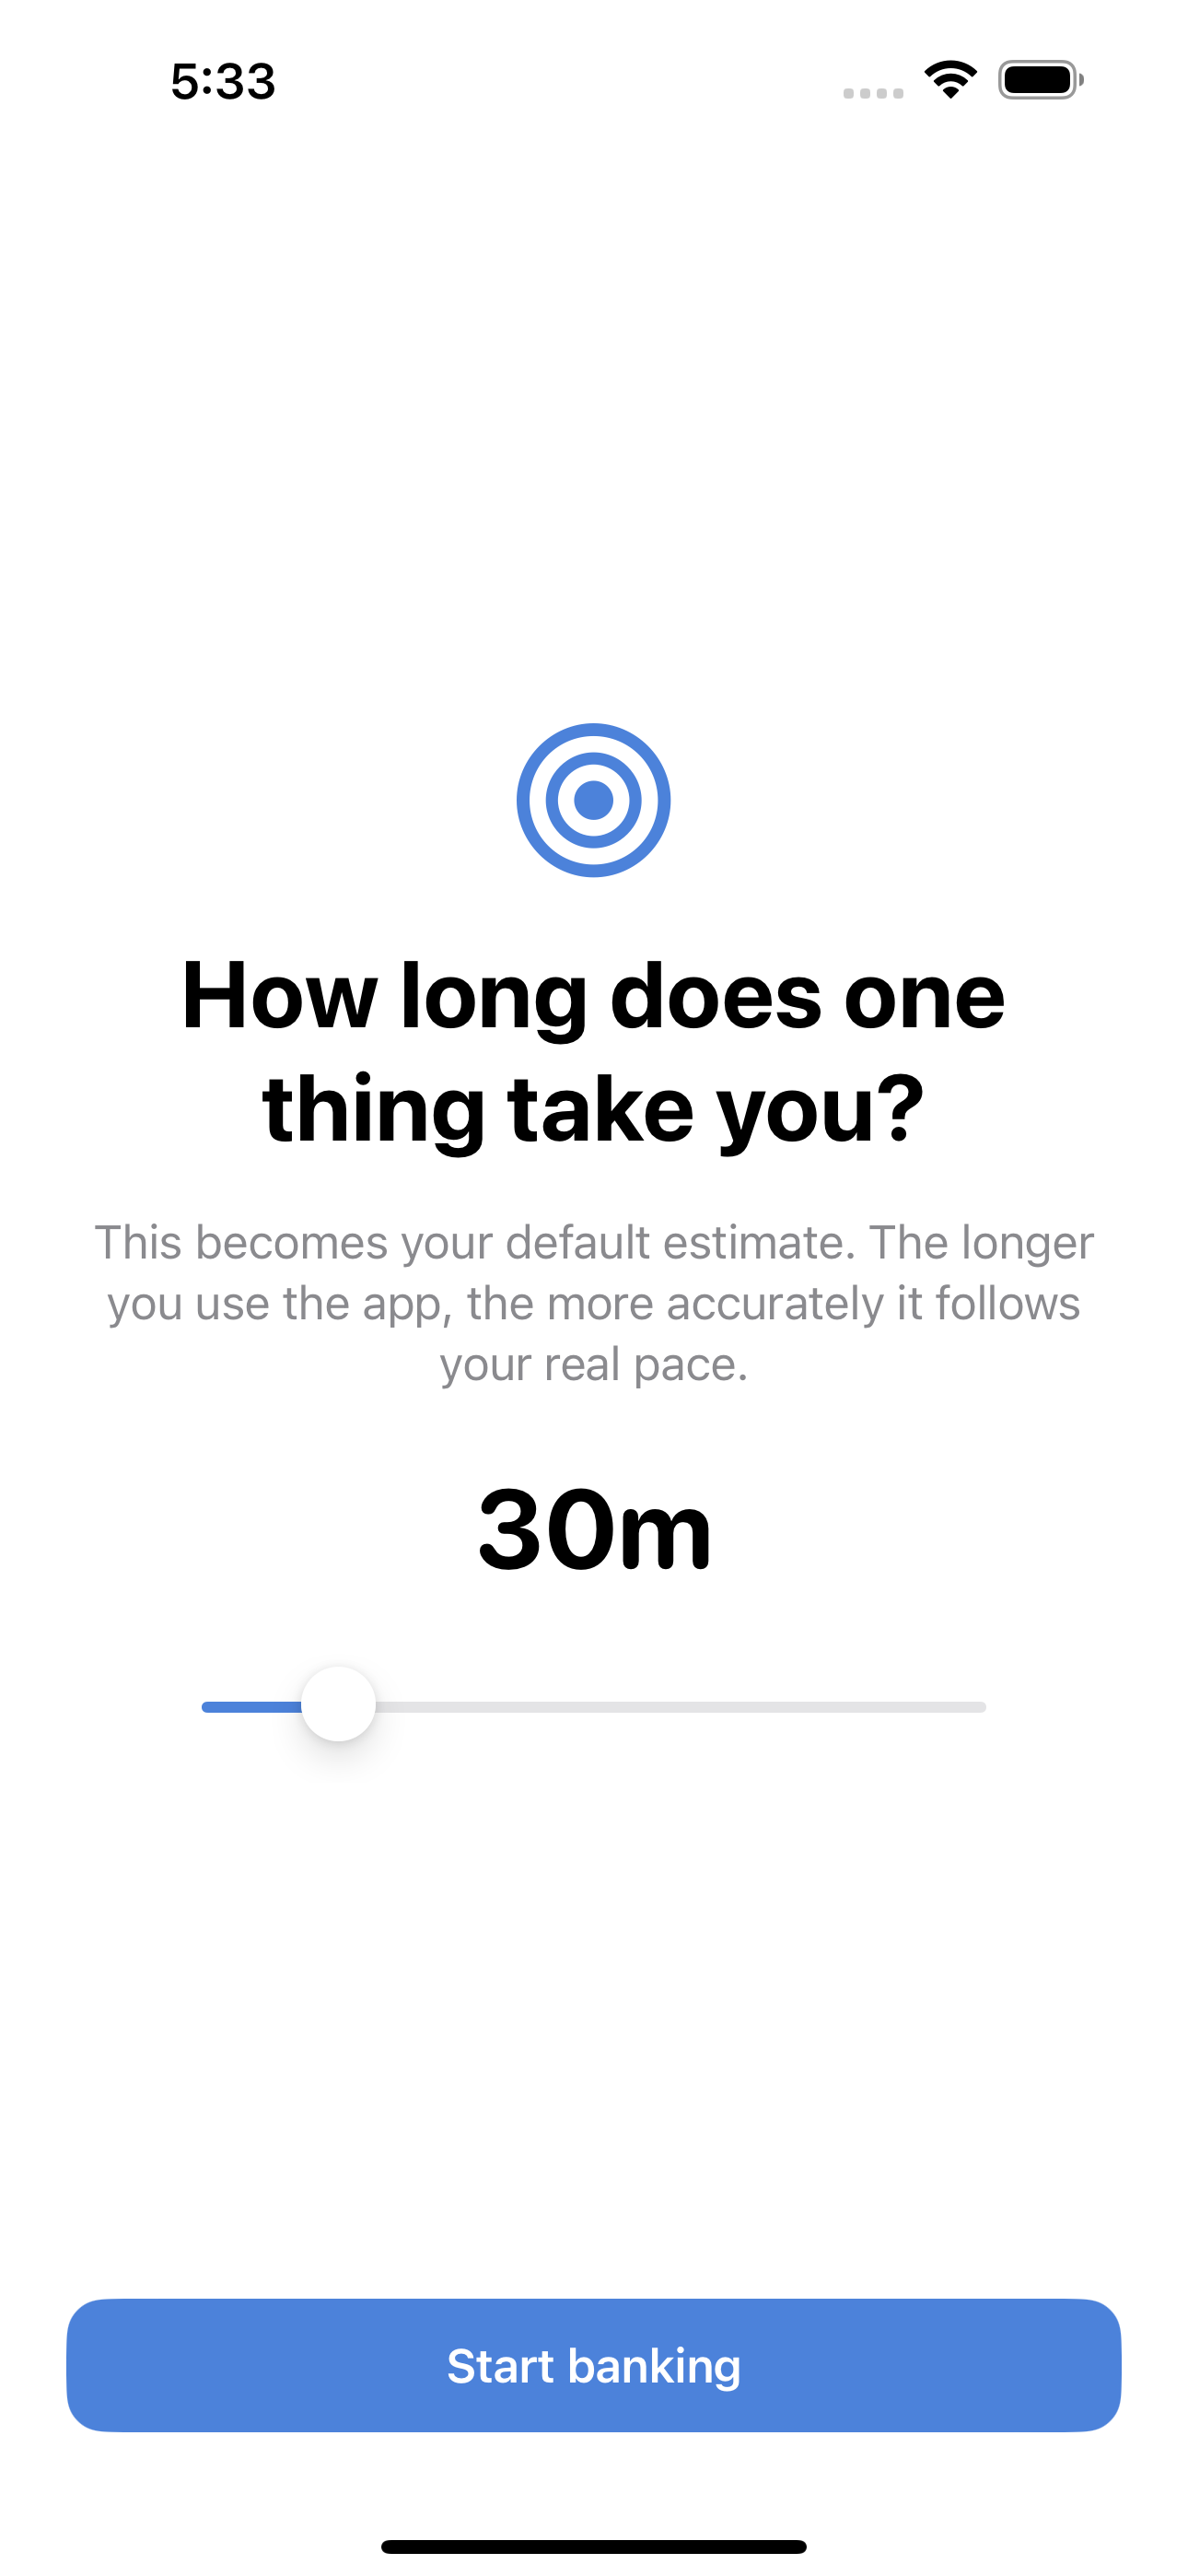 5:33
How long does one
thing take you?
This becomes your default estimate. The longer
you use the app, the more accurately it follows
your real pace.
30m
Start banking